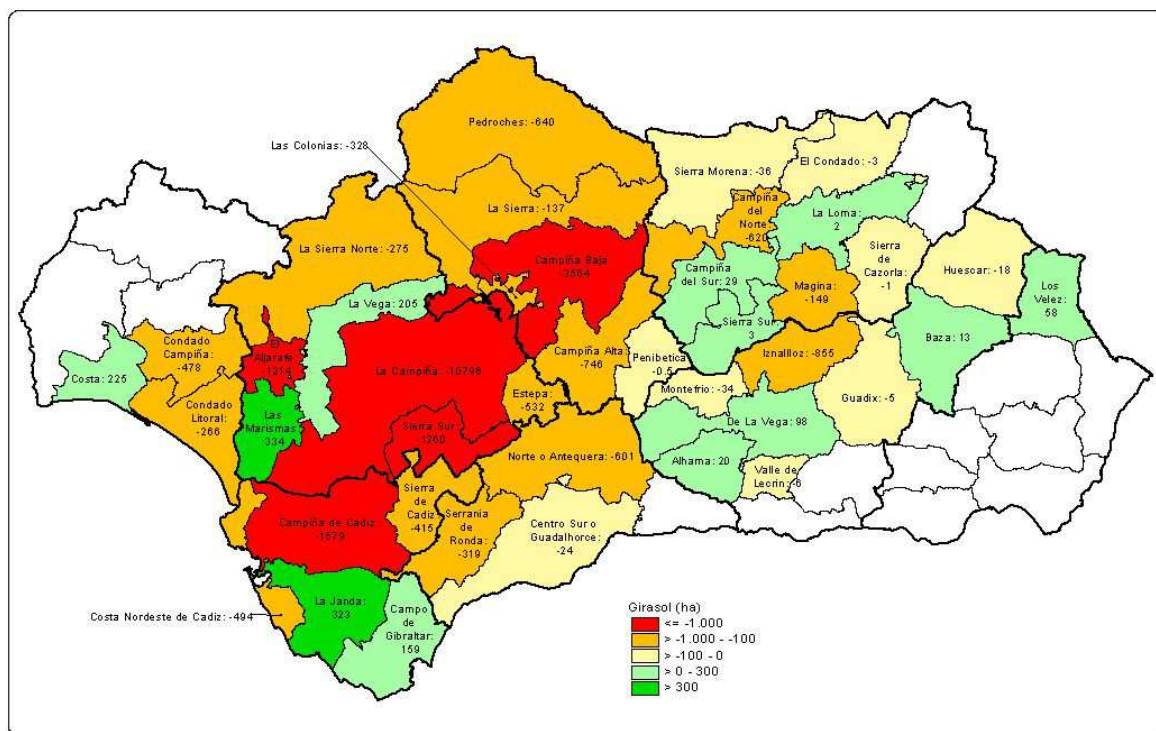 Pedroches: -640
Las Colonias: -328
El Condado: -3
Sierra Morena: -36
Campiña
del
Norte:
-620
La Sierra: -137
La Loma:
2
La Sierra Norte: -275
Sierra
de
Cazorla:
-1
Campiña Baja:
-3564
Campiña
del Sur: 29
Huescar: -18
Magina:
-149
Los
Velez:
58
La Vega: 205
Sierra Sur:
3
Condado
Campiña:
-478
El
Aljarafe:
-1214
Baza: 13
Campiña Alta:
-746
Penibetica:
-0.5
Iznalloz: -855
Costa: 225
La Campiña: -10796
Montefrio: -34
Estepa:
-532
Guadix: -5
Condado
Litoral:
-266
Las
Marismas:
334
De La Vega: 98
Sierra Sur:
-1260
Norte o Antequera: -601
Alhama: 20
Valle de
Lecrin: -6
Sierra
de
Cadiz:
-415
Serrania
de
Ronda:
-319
Campiña de Cadiz:
-1579
Centro Sur o
Guadalhorce:
-24
La Janda:
323
Campo
de
Gibraltar:
159
Costa Nordeste de Cadiz: -494
Girasol (ha)
<= -1.000
> -1.000 - -100
> -100 - 0
> 0 - 300
> 300